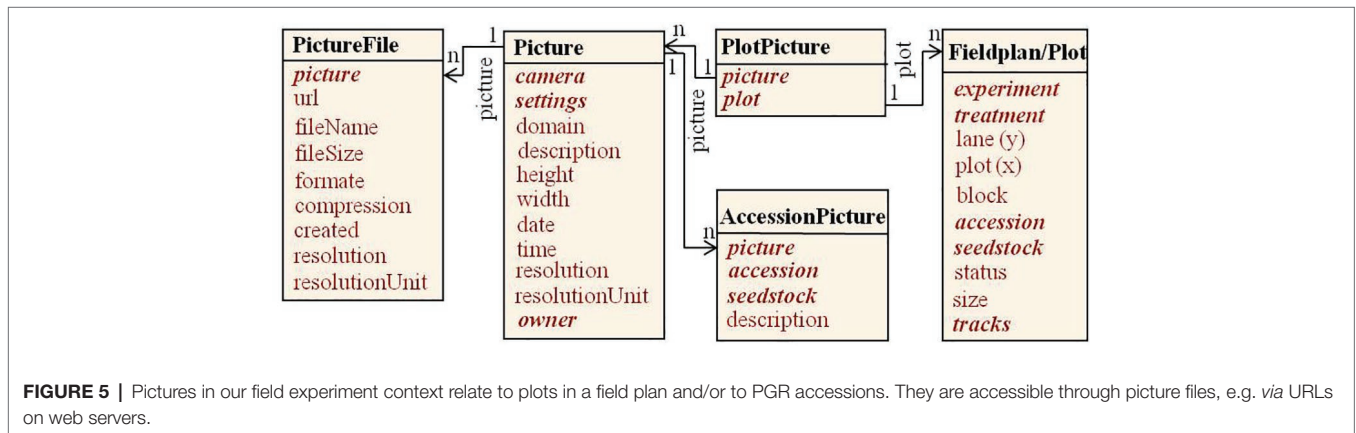 PictureFile
picture
url
fileName
fileSize
formate
compression
created
resolution
resolutionUnit
1
n
picture
Picture
camera
settings
domain
description
height
width
date
time
resolution
resolutionUnit
owner
n
1
1
picture
n
PlotPicture
picture
plot
plot
1
n
AccessionPicture
picture
accession
seedstock
description
Fieldplan/Plot
experiment
treatment
lane (y)
plot (x)
block
accession
seedstock
status
size
tracks
FIGURE 5 | Pictures in our field experiment context relate to plots in a field plan and/or to PGR accessions. They are accessible through picture files, e.g. via URLs
on web servers.